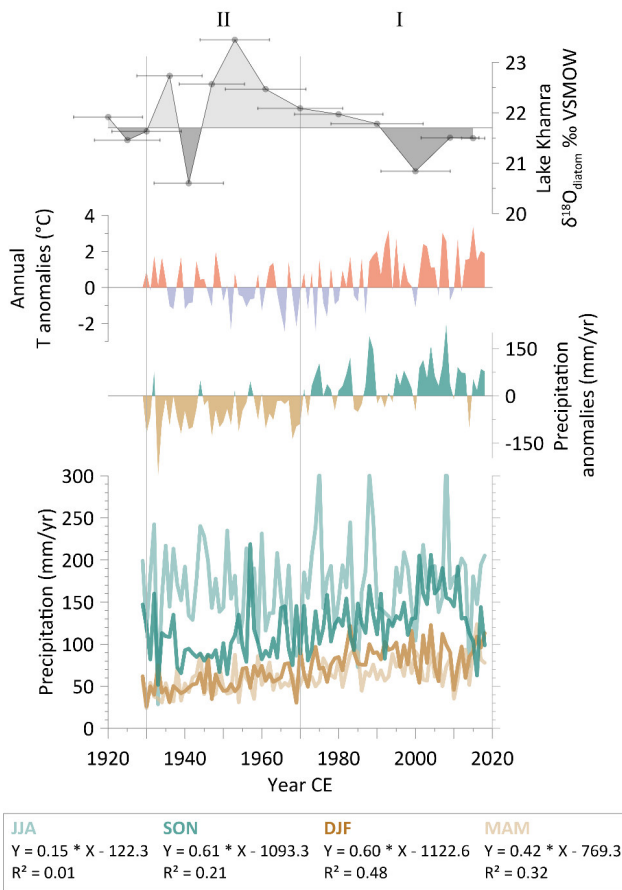 II I
23
22
21
20
Lake Khamra
δ¹⁸O_diatom ‰ VSMOW
4
2
0
-2
Annual
T anomalies (°C)
150
0
-150
Precipitation
anomalies (mm/yr)
300
250
200
150
100
50
0
Precipitation (mm/yr)
1920 1940 1960 1980 2000 2020
Year CE
JJA SON DJF MAM
Y = 0.15 * X - 122.3 Y = 0.61 * X - 1093.3 Y = 0.60 * X - 1122.6 Y = 0.42 * X - 769.3
R² = 0.01 R² = 0.21 R² = 0.48 R² = 0.32